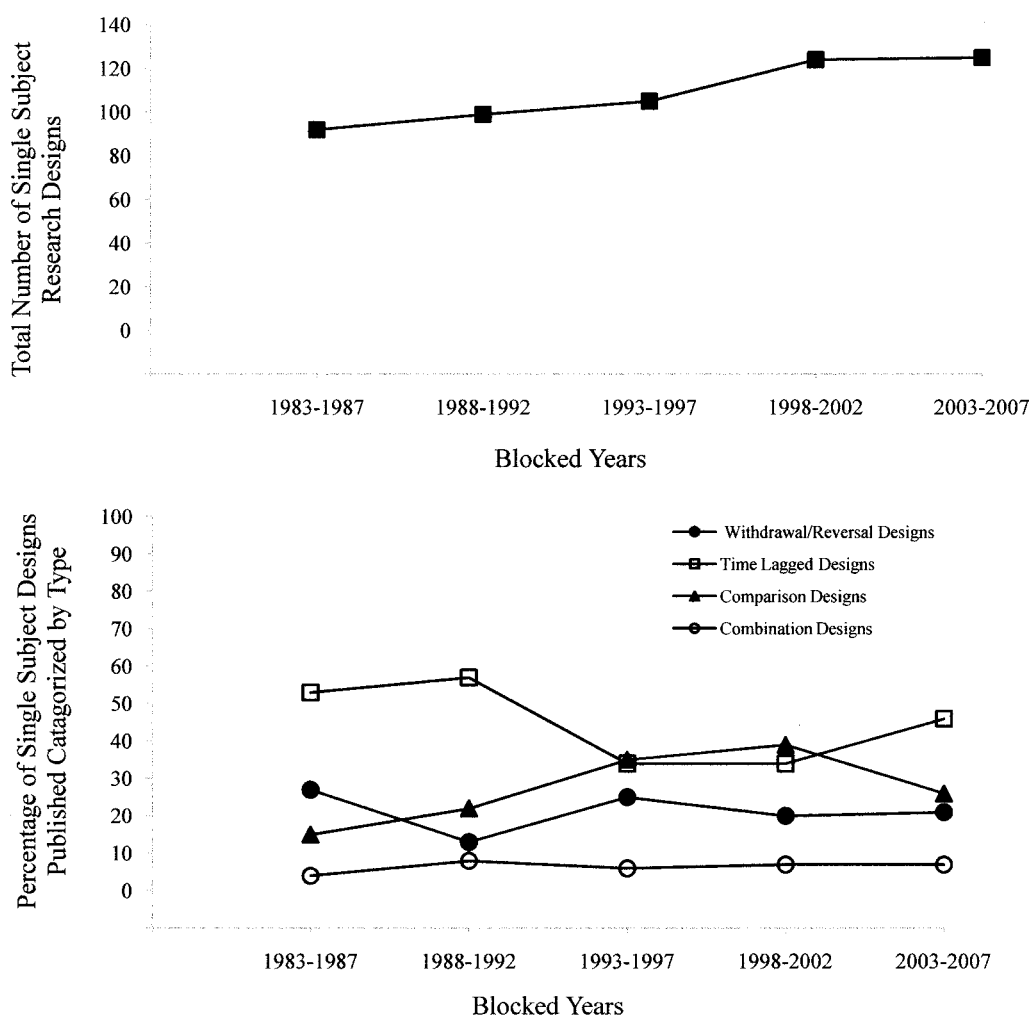 Total Number of Single Subject
Research Designs
140
120
100
80
60
40
20
0
1983-1987 1988-1992 1993-1997 1998-2002 2003-2007
Blocked Years
Percentage of Single Subject Designs
Published Catagorized by Type
100
90
80
70
60
50
40
30
20
10
0
Withdrawal/Reversal Designs
Time Lagged Designs
Comparison Designs
Combination Designs
1983-1987 1988-1992 1993-1997 1998-2002 2003-2007
Blocked Years